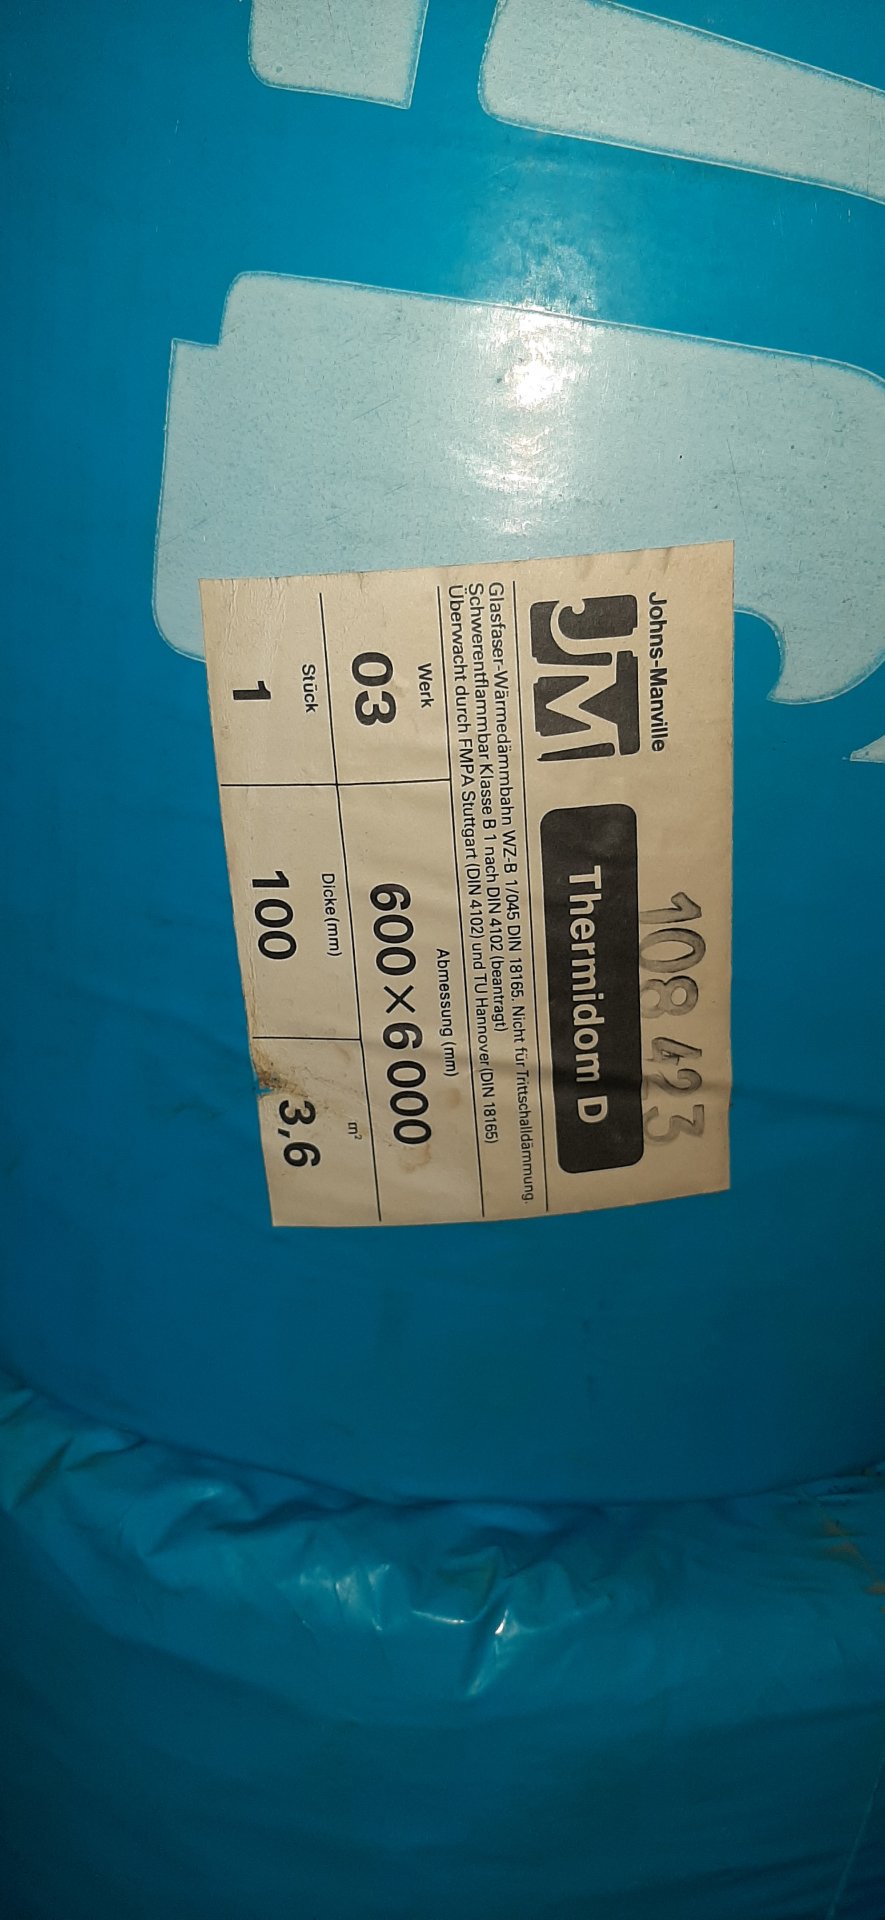 Johns-Manville
108 423
JM
Thermidom D
Glasfaser-Wärmedämmbahn WZ-B 1/045 DIN 18165. Nicht für Trittschalldämmung.
Schwerentflammbar Klasse B 1 nach DIN 4102 (beantragt)
Überwacht durch FMPA Stuttgart (DIN 4102) und TU Hannover (DIN 18165)
Werk
Abmessung (mm)
03
600 × 6000
Stück
Dicke (mm)
m²
1
100
3,6